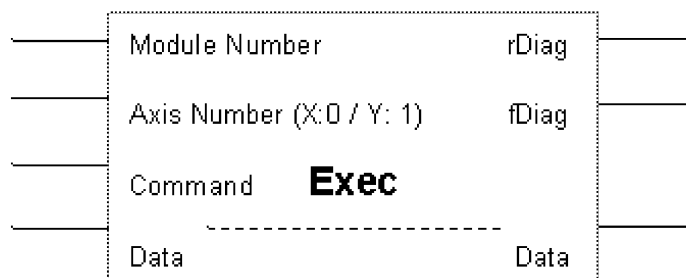 Module Number rDiag
Axis Number (X:0 / Y: 1) fDiag
Command Exec
Data Data